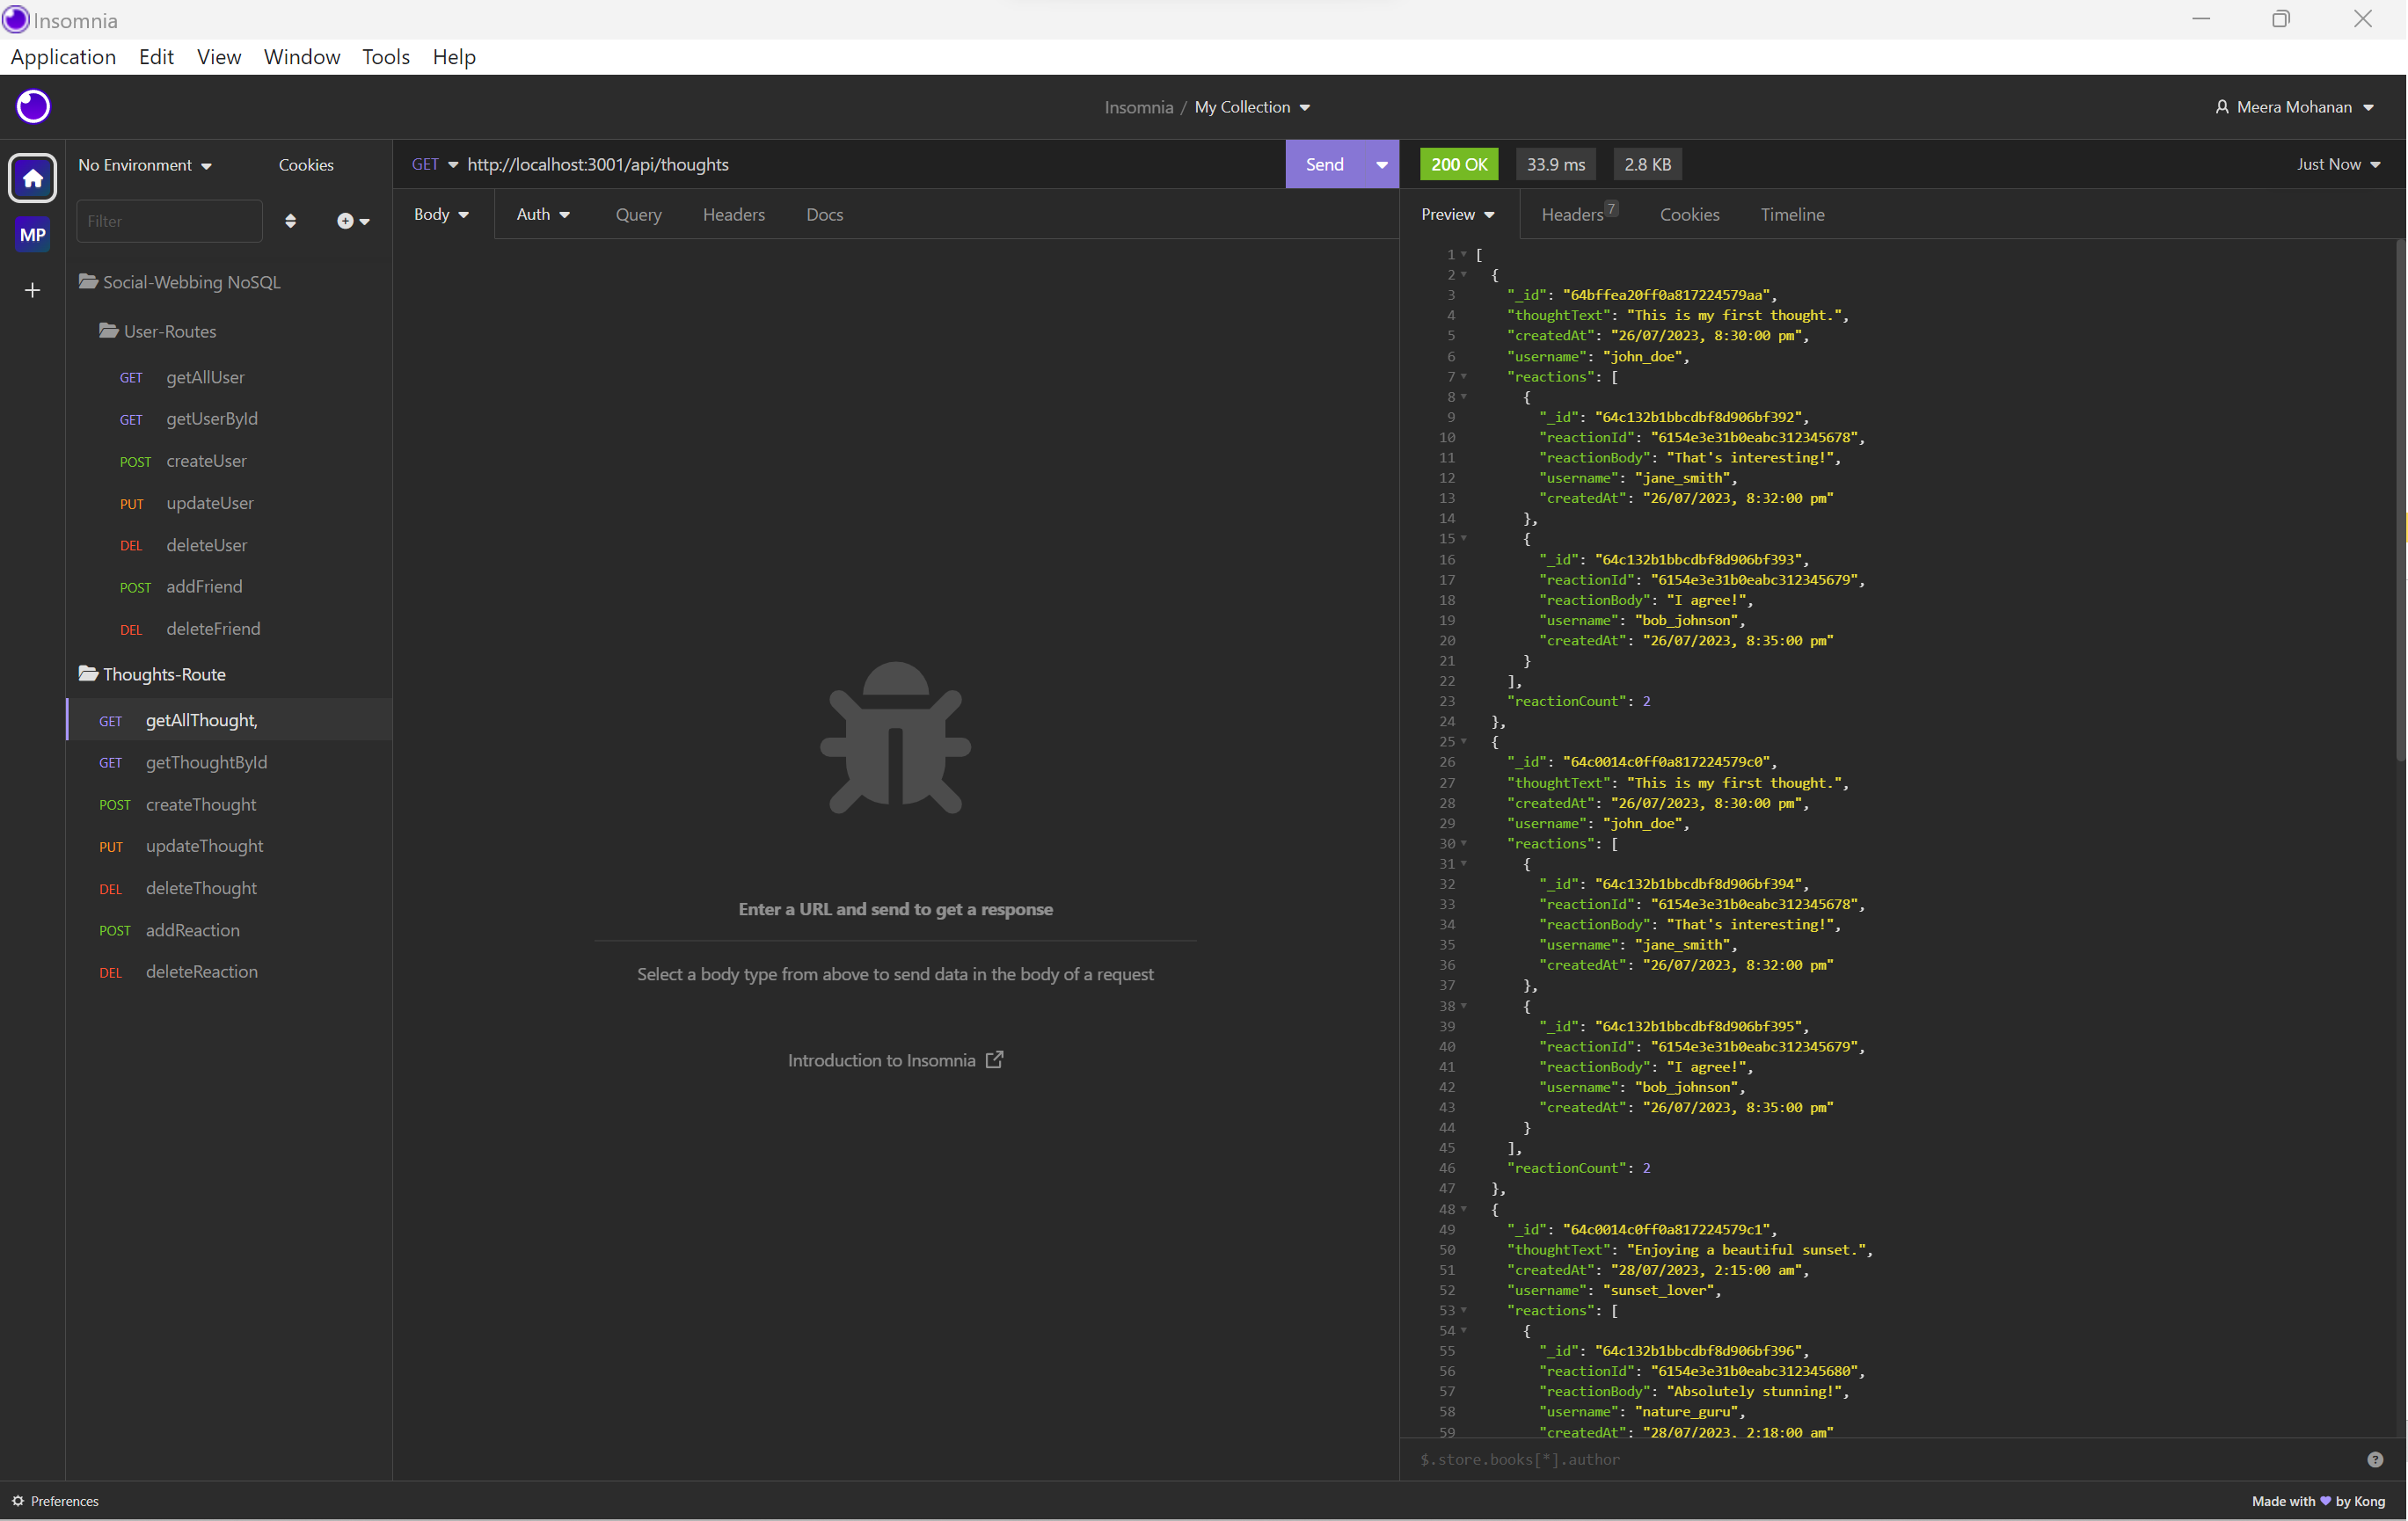 Insomnia
Application Edit View Window Tools Help
Insomnia / My Collection
Meera Mohanan
No Environment Cookies
Filter
MP
Social-Webbing NoSQL
User-Routes
GET getAllUser
GET getUserById
POST createUser
PUT updateUser
DEL deleteUser
POST addFriend
DEL deleteFriend
Thoughts-Route
GET getAllThought,
GET getThoughtById
POST createThought
PUT updateThought
DEL deleteThought
POST addReaction
DEL deleteReaction
GET http://localhost:3001/api/thoughts Send
Body Auth Query Headers Docs
Enter a URL and send to get a response
Select a body type from above to send data in the body of a request
Introduction to Insomnia
200 OK 33.9 ms 2.8 KB Just Now
Preview Headers 7 Cookies Timeline
1 [
2 {
3 "_id": "64bffea20ff0a817224579aa",
4 "thoughtText": "This is my first thought.",
5 "createdAt": "26/07/2023, 8:30:00 pm",
6 "username": "john_doe",
7 "reactions": [
8 {
9 "_id": "64c132b1bbcdbf8d906bf392",
10 "reactionId": "6154e3e31b0eabc312345678",
11 "reactionBody": "That's interesting!",
12 "username": "jane_smith",
13 "createdAt": "26/07/2023, 8:32:00 pm"
14 },
15 {
16 "_id": "64c132b1bbcdbf8d906bf393",
17 "reactionId": "6154e3e31b0eabc312345679",
18 "reactionBody": "I agree!",
19 "username": "bob_johnson",
20 "createdAt": "26/07/2023, 8:35:00 pm"
21 }
22 ],
23 "reactionCount": 2
24 },
25 {
26 "_id": "64c0014c0ff0a817224579c0",
27 "thoughtText": "This is my first thought.",
28 "createdAt": "26/07/2023, 8:30:00 pm",
29 "username": "john_doe",
30 "reactions": [
31 {
32 "_id": "64c132b1bbcdbf8d906bf394",
33 "reactionId": "6154e3e31b0eabc312345678",
34 "reactionBody": "That's interesting!",
35 "username": "jane_smith",
36 "createdAt": "26/07/2023, 8:32:00 pm"
37 },
38 {
39 "_id": "64c132b1bbcdbf8d906bf395",
40 "reactionId": "6154e3e31b0eabc312345679",
41 "reactionBody": "I agree!",
42 "username": "bob_johnson",
43 "createdAt": "26/07/2023, 8:35:00 pm"
44 }
45 ],
46 "reactionCount": 2
47 },
48 {
49 "_id": "64c0014c0ff0a817224579c1",
50 "thoughtText": "Enjoying a beautiful sunset.",
51 "createdAt": "28/07/2023, 2:15:00 am",
52 "username": "sunset_lover",
53 "reactions": [
54 {
55 "_id": "64c132b1bbcdbf8d906bf396",
56 "reactionId": "6154e3e31b0eabc312345680",
57 "reactionBody": "Absolutely stunning!",
58 "username": "nature_guru",
59 "createdAt": "28/07/2023, 2:18:00 am"
$.store.books[*].author
Preferences
Made with by Kong